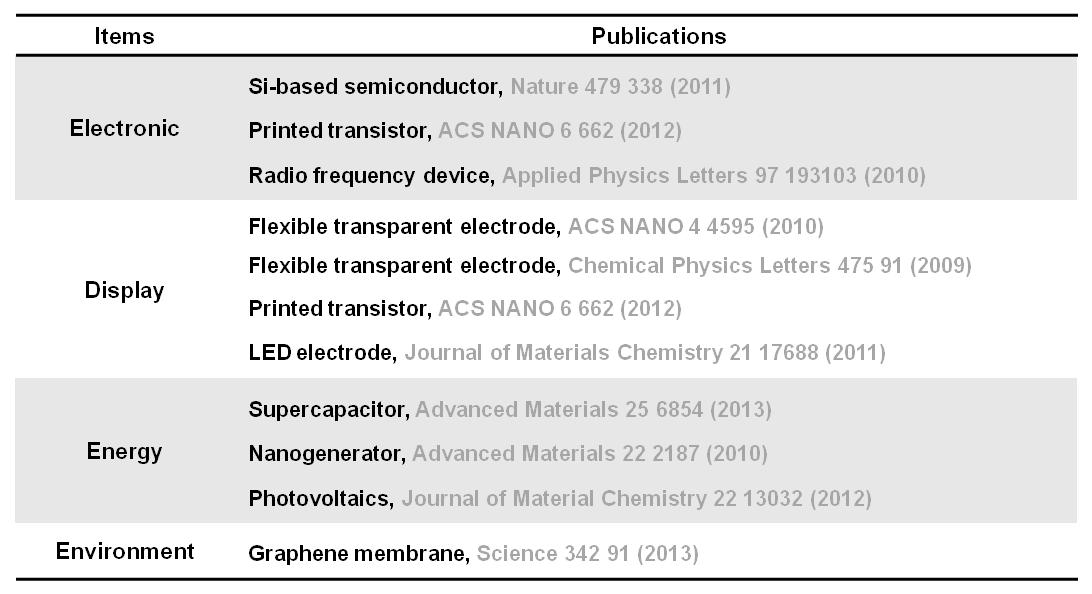 Items Publications
Electronic
Si-based semiconductor, Nature 479 338 (2011)
Printed transistor, ACS NANO 6 662 (2012)
Radio frequency device, Applied Physics Letters 97 193103 (2010)
Display
Flexible transparent electrode, ACS NANO 4 4595 (2010)
Flexible transparent electrode, Chemical Physics Letters 475 91 (2009)
Printed transistor, ACS NANO 6 662 (2012)
LED electrode, Journal of Materials Chemistry 21 17688 (2011)
Energy
Supercapacitor, Advanced Materials 25 6854 (2013)
Nanogenerator, Advanced Materials 22 2187 (2010)
Photovoltaics, Journal of Material Chemistry 22 13032 (2012)
Environment
Graphene membrane, Science 342 91 (2013)